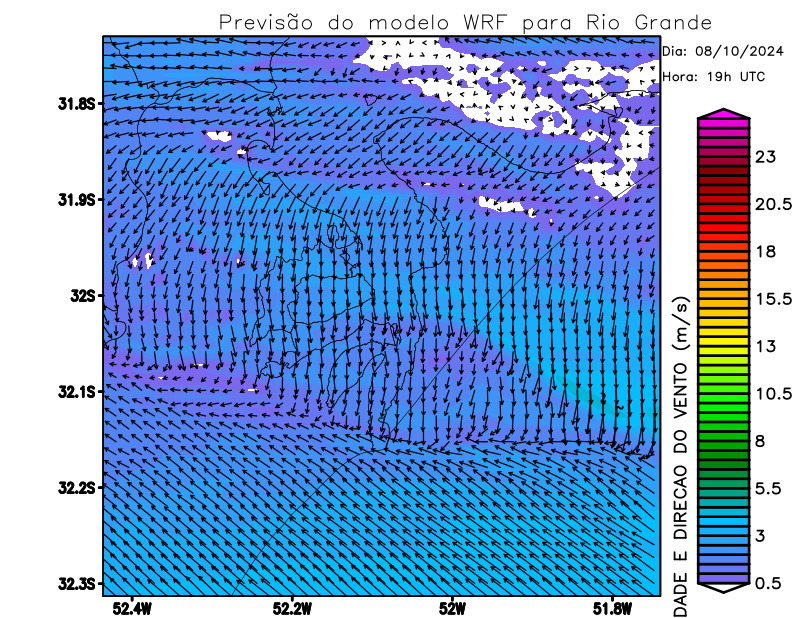 Previsão do modelo WRF para Rio Grande
Dia: 08/10/2024
Hora: 19h UTC
31.8S
31.9S
32S
32.1S
32.2S
32.3S
52.4W
52.2W
52W
51.8W
23
20.5
18
15.5
13
10.5
8
5.5
3
0.5
DADE E DIRECAO DO VENTO (m/s)